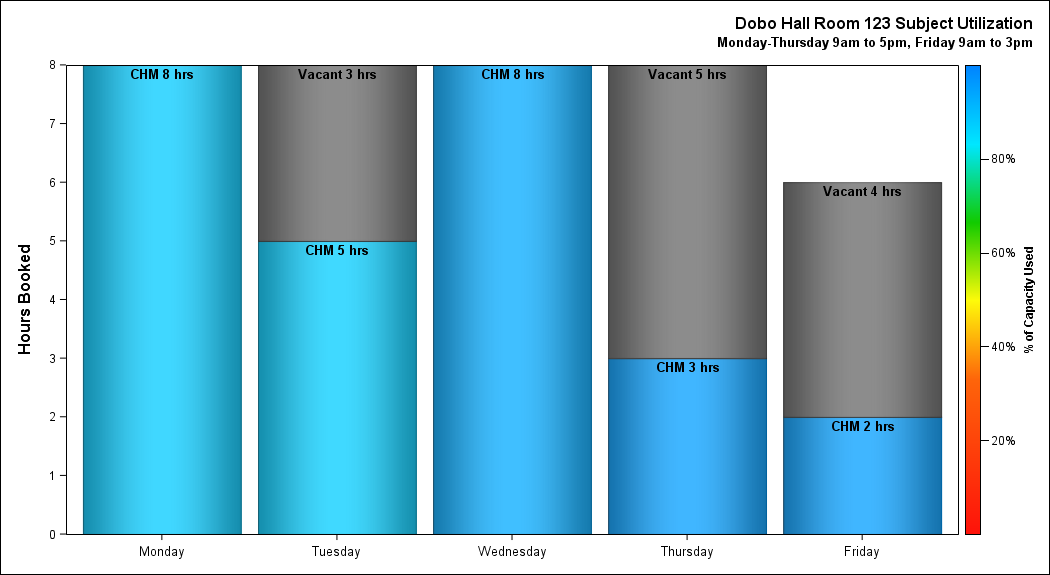 Dobo Hall Room 123 Subject Utilization
Monday-Thursday 9am to 5pm, Friday 9am to 3pm
Hours Booked
8
7
6
5
4
3
2
1
0
CHM 8 hrs
Vacant 3 hrs
CHM 5 hrs
CHM 8 hrs
Vacant 5 hrs
CHM 3 hrs
Vacant 4 hrs
CHM 2 hrs
Monday
Tuesday
Wednesday
Thursday
Friday
80%
60%
40%
20%
% of Capacity Used